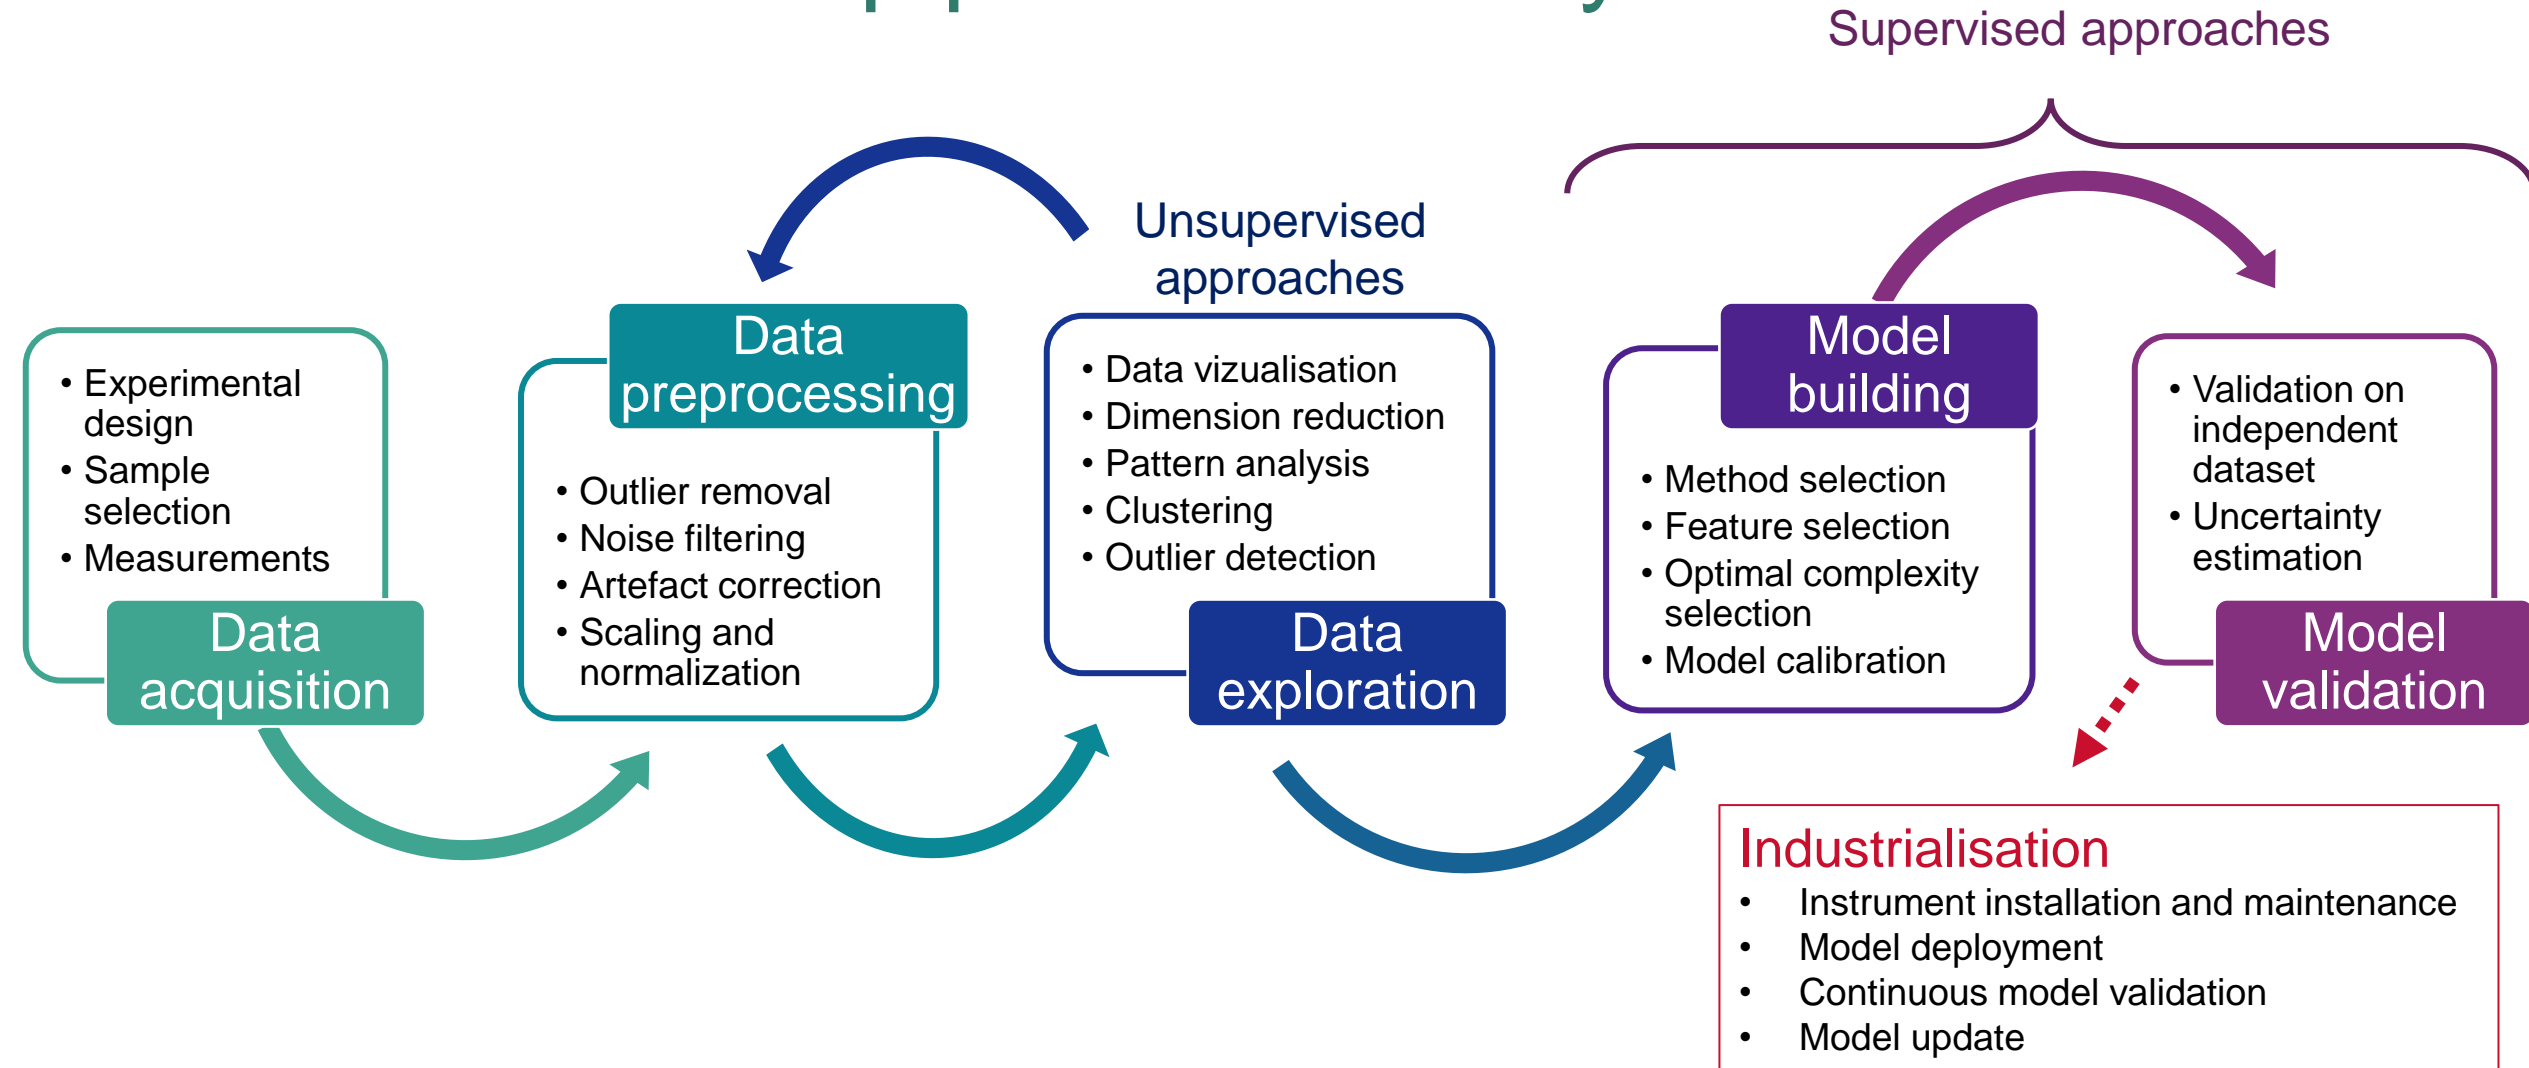 Supervised approaches
Unsupervised
approaches
• Experimental
design
• Sample
selection
• Measurements
Data
acquisition
Data
preprocessing
• Outlier removal
• Noise filtering
• Artefact correction
• Scaling and
normalization
• Data vizualisation
• Dimension reduction
• Pattern analysis
• Clustering
• Outlier detection
Data
exploration
Model
building
• Method selection
• Feature selection
• Optimal complexity
selection
• Model calibration
• Validation on
independent
dataset
• Uncertainty
estimation
Model
validation
Industrialisation
• Instrument installation and maintenance
• Model deployment
• Continuous model validation
• Model update